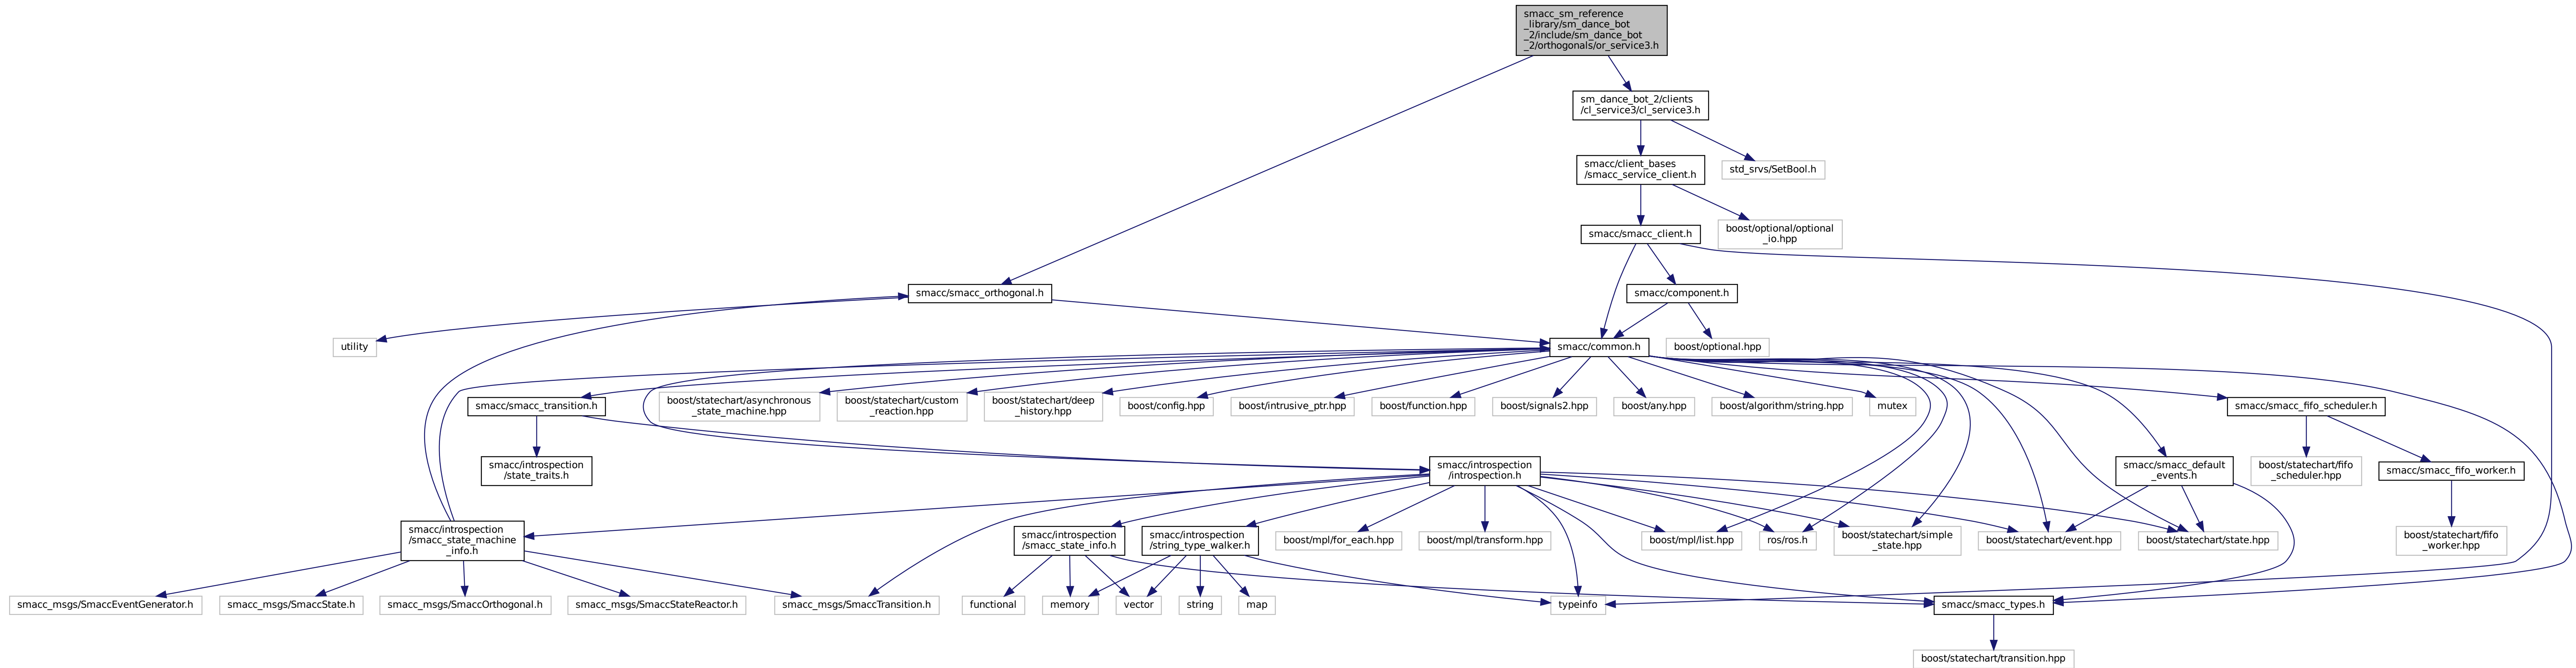 smacc_sm_reference
_library/sm_dance_bot
_2/include/sm_dance_bot
_2/orthogonals/or_service3.h
sm_dance_bot_2/clients
/cl_service3/cl_service3.h
smacc/client_bases
/smacc_service_client.h
std_srvs/SetBool.h
smacc/smacc_client.h
boost/optional/optional
_io.hpp
smacc/smacc_orthogonal.h
smacc/component.h
utility
smacc/common.h
boost/optional.hpp
smacc/smacc_transition.h
boost/statechart/asynchronous
_state_machine.hpp
boost/statechart/custom
_reaction.hpp
boost/statechart/deep
_history.hpp
boost/config.hpp
boost/intrusive_ptr.hpp
boost/function.hpp
boost/signals2.hpp
boost/any.hpp
boost/algorithm/string.hpp
mutex
smacc/smacc_fifo_scheduler.h
smacc/introspection
/state_traits.h
smacc/introspection
/introspection.h
smacc/smacc_default
_events.h
boost/statechart/fifo
_scheduler.hpp
smacc/smacc_fifo_worker.h
smacc/introspection
/smacc_state_machine
_info.h
smacc/introspection
/smacc_state_info.h
smacc/introspection
/string_type_walker.h
boost/mpl/for_each.hpp
boost/mpl/transform.hpp
boost/mpl/list.hpp
ros/ros.h
boost/statechart/simple
_state.hpp
boost/statechart/event.hpp
boost/statechart/state.hpp
boost/statechart/fifo
_worker.hpp
smacc_msgs/SmaccEventGenerator.h
smacc_msgs/SmaccState.h
smacc_msgs/SmaccOrthogonal.h
smacc_msgs/SmaccStateReactor.h
smacc_msgs/SmaccTransition.h
functional
memory
vector
string
map
typeinfo
smacc/smacc_types.h
boost/statechart/transition.hpp